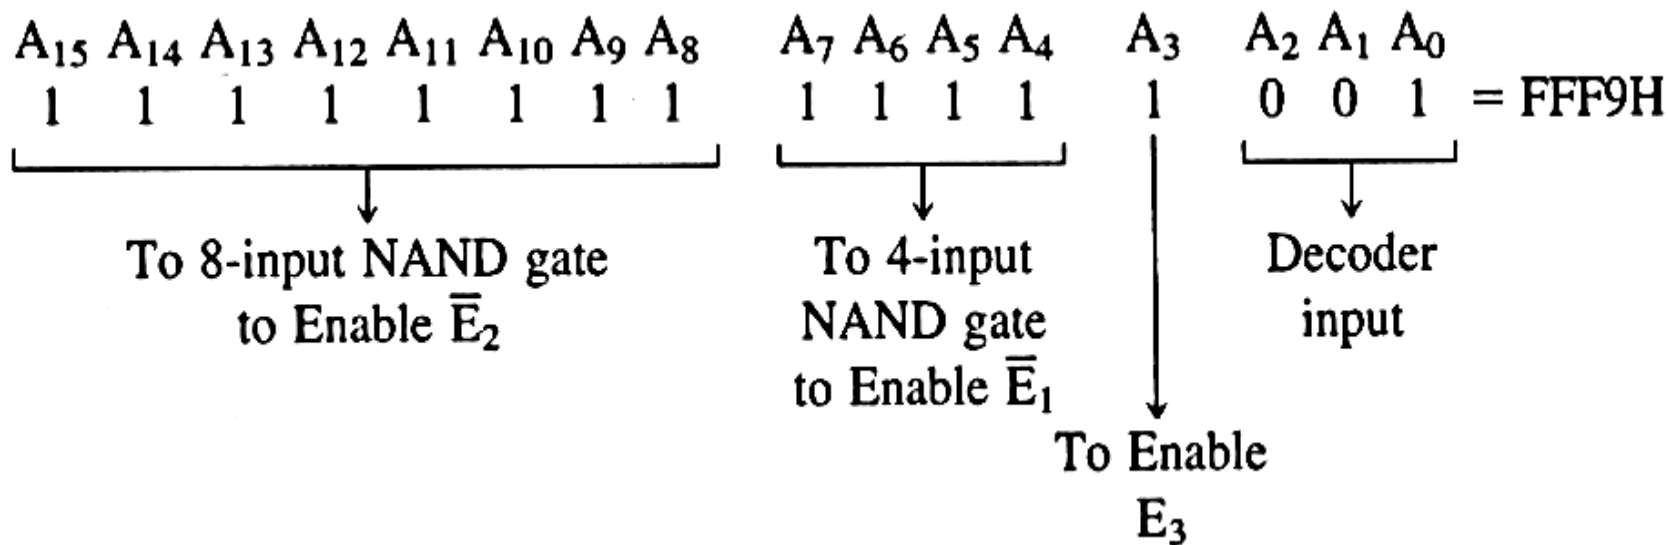 A₁₅ A₁₄ A₁₃ A₁₂ A₁₁ A₁₀ A₉ A₈ A₇ A₆ A₅ A₄ A₃ A₂ A₁ A₀
1 1 1 1 1 1 1 1 1 1 1 1 1 0 0 1 = FFF9H
To 8-input NAND gate
to Enable E̅₂
To 4-input
NAND gate
to Enable E̅₁
To Enable
E₃
Decoder
input